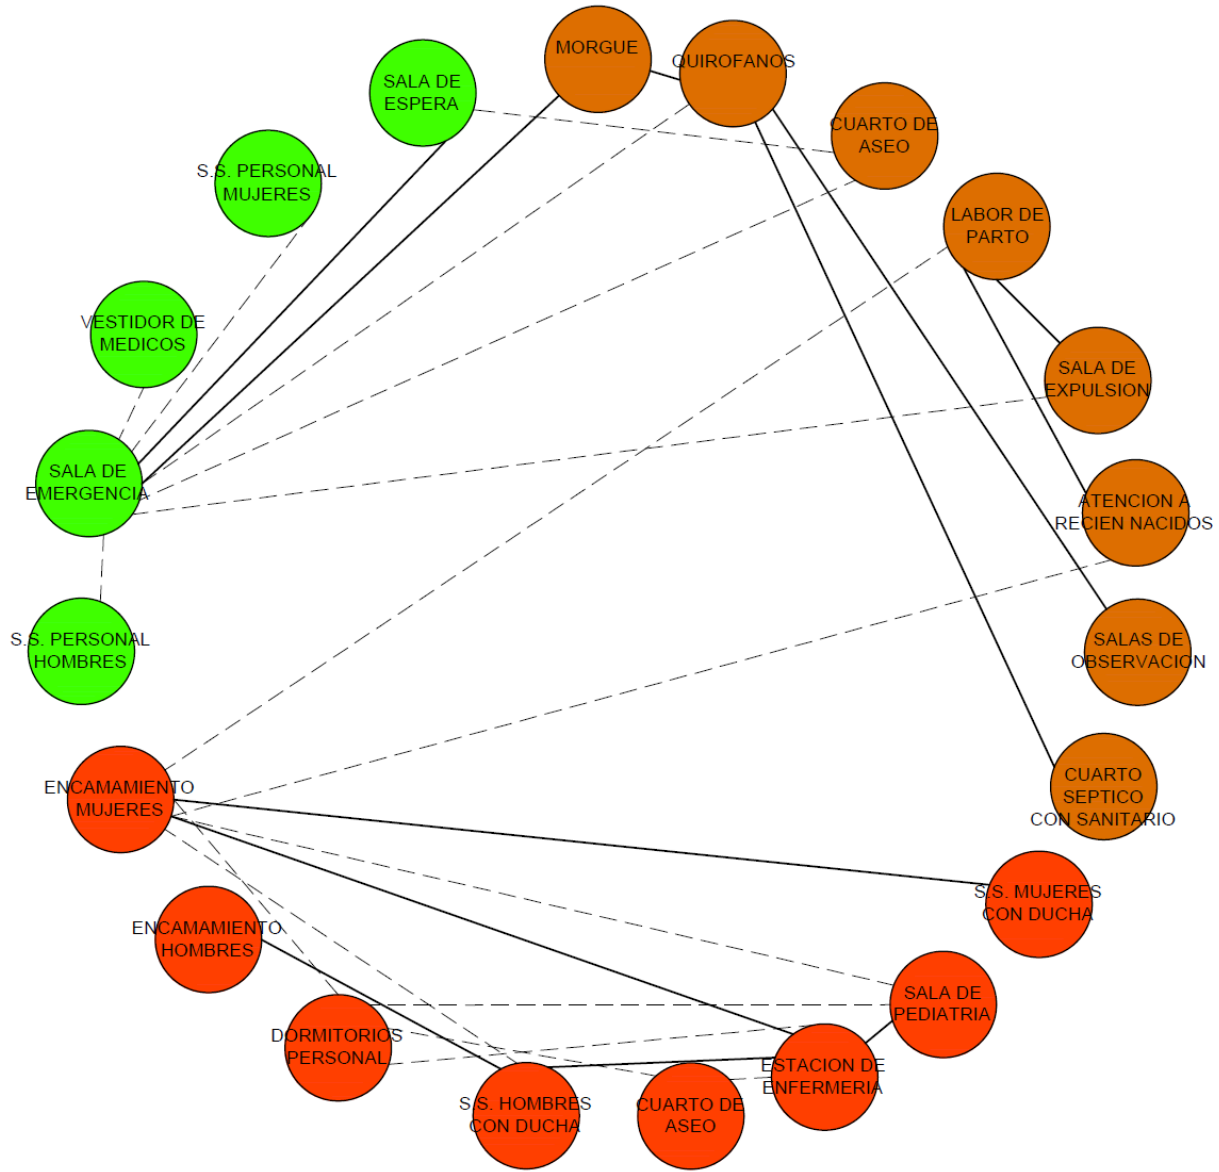 MORGUE
QUIROFANOS
SALA DE
ESPERA
CUARTO DE
ASEO
S.S. PERSONAL
MUJERES
LABOR DE
PARTO
VESTIDOR DE
MEDICOS
SALA DE
EXPULSION
SALA DE
EMERGENCIA
ATENCION A
RECIEN NACIDOS
S.S. PERSONAL
HOMBRES
SALAS DE
OBSERVACION
ENCAMAMIENTO
MUJERES
CUARTO
SEPTICO
CON SANITARIO
S.S. MUJERES
CON DUCHA
ENCAMAMIENTO
HOMBRES
SALA DE
PEDIATRIA
DORMITORIOS
PERSONAL
ESTACION DE
ENFERMERIA
S.S. HOMBRES
CON DUCHA
CUARTO DE
ASEO